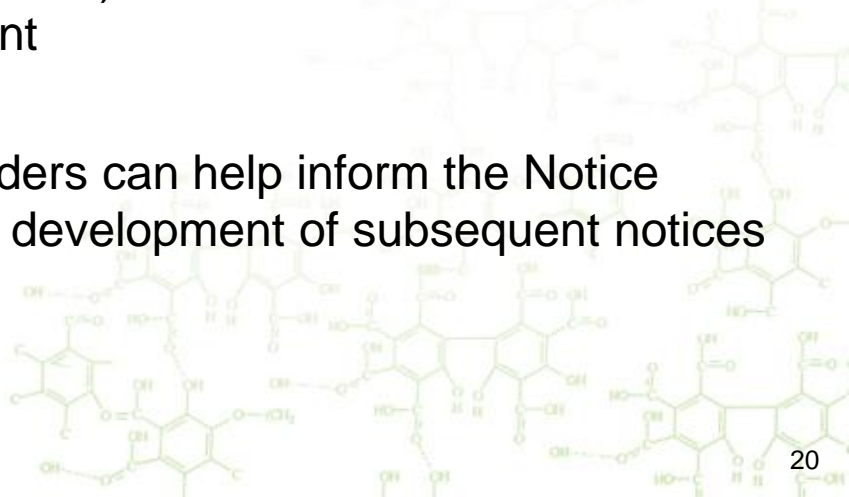 nt
ders can help inform the Notice
development of subsequent notices
20